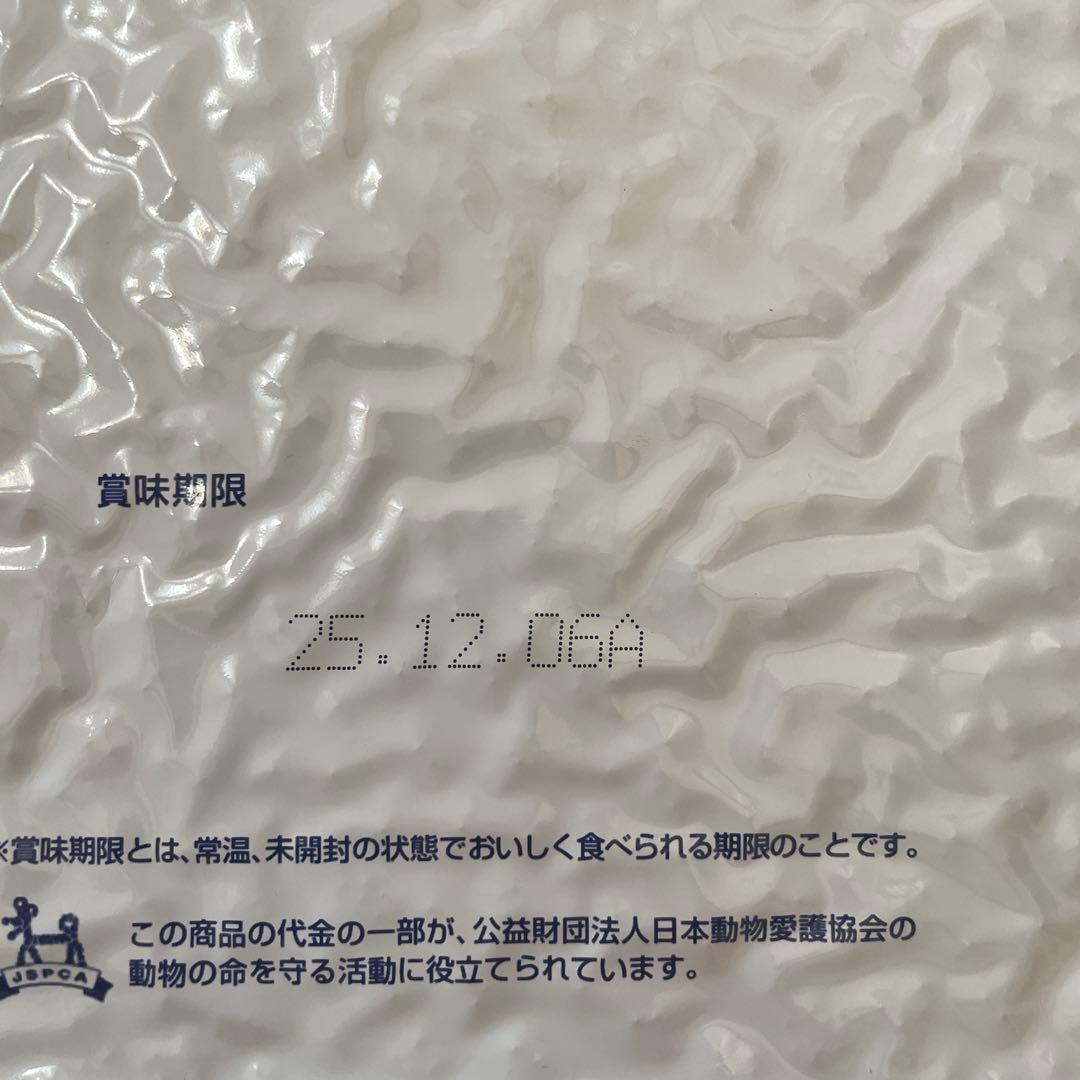 賞味期限
25.12.06A
※賞味期限とは、常温、未開封の状態でおいしく食べられる期限のことです。
この商品の代金の一部が、公益財団法人日本動物愛護協会の
動物の命を守る活動に役立てられています。
JSPCA